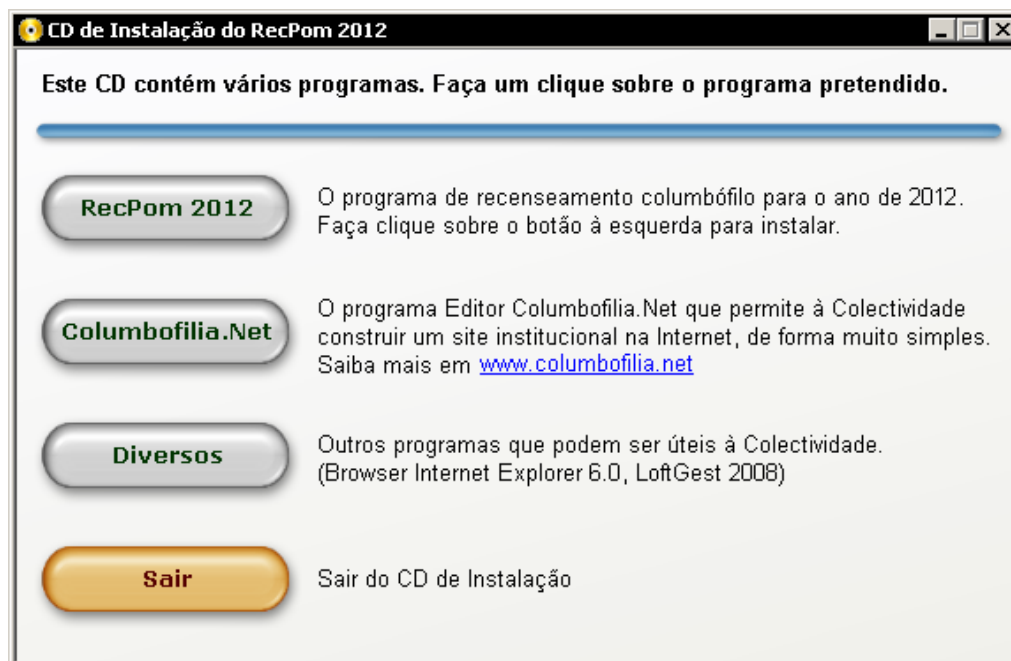 CD de Instalação do RecPom 2012
Este CD contém vários programas. Faça um clique sobre o programa pretendido.
RecPom 2012
O programa de recenseamento columbófilo para o ano de 2012.
Faça clique sobre o botão à esquerda para instalar.
Columbofilia.Net
O programa Editor Columbofilia.Net que permite à Colectividade
construir um site institucional na Internet, de forma muito simples.
Saiba mais em www.columbofilia.net
Diversos
Outros programas que podem ser úteis à Colectividade.
(Browser Internet Explorer 6.0, LoftGest 2008)
Sair
Sair do CD de Instalação